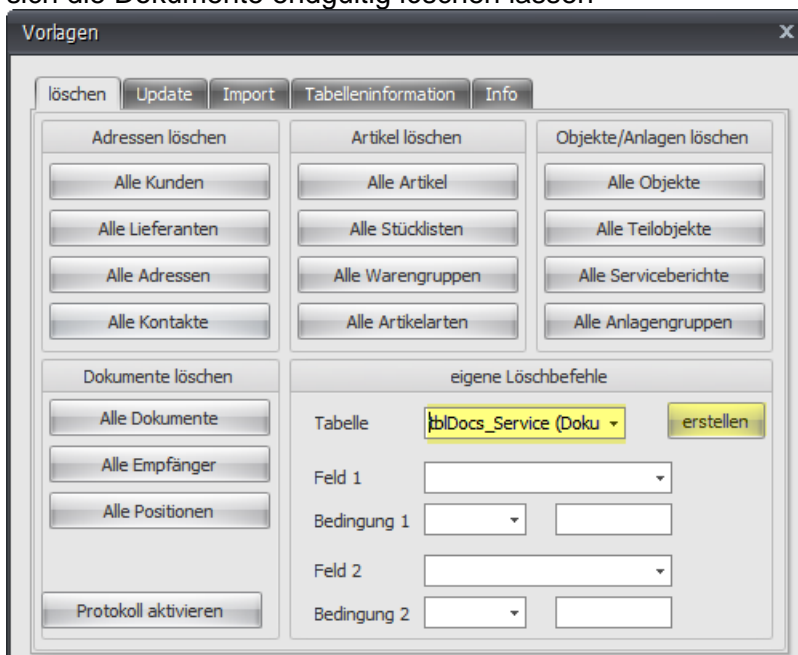 sich die Dokumente endgültig löschen lassen
Vorlagen x
löschen Update Import Tabelleninformation Info
Adressen löschen
Alle Kunden
Alle Lieferanten
Alle Adressen
Alle Kontakte
Artikel löschen
Alle Artikel
Alle Stücklisten
Alle Warengruppen
Alle Artikelarten
Objekte/Anlagen löschen
Alle Objekte
Alle Teilobjekte
Alle Serviceberichte
Alle Anlagengruppen
Dokumente löschen
Alle Dokumente
Alle Empfänger
Alle Positionen
Protokoll aktivieren
eigene Löschbefehle
Tabelle tblDocs_Service (Doku erstellen
Feld 1
Bedingung 1
Feld 2
Bedingung 2